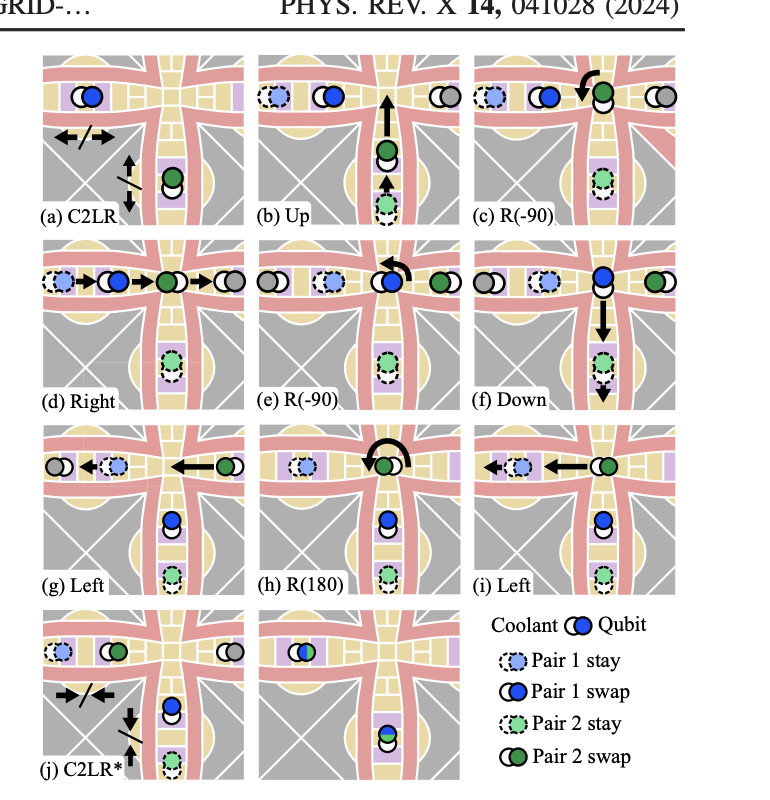 GRID-…
PHYS. REV. X 14, 041028 (2024)
(a) C2LR
(b) Up
(c) R(-90)
(d) Right
(e) R(-90)
(f) Down
(g) Left
(h) R(180)
(i) Left
(j) C2LR*
Coolant Qubit
Pair 1 stay
Pair 1 swap
Pair 2 stay
Pair 2 swap